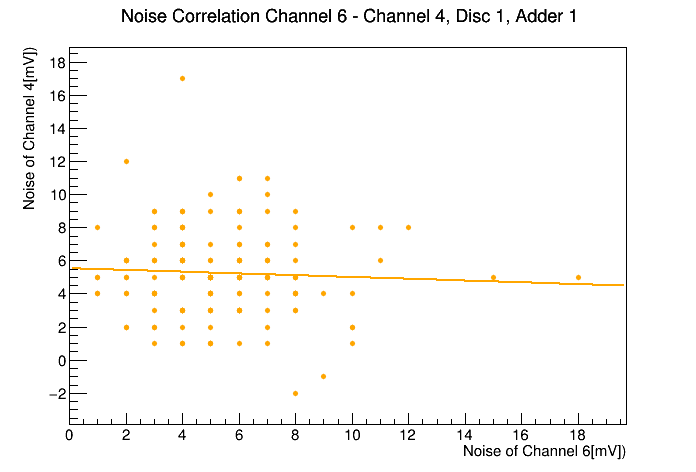 Noise Correlation Channel 6 - Channel 4, Disc 1, Adder 1
Noise of Channel 4[mV])
18
16
14
12
10
8
6
4
2
0
−2
0 2 4 6 8 10 12 14 16 18
Noise of Channel 6[mV])